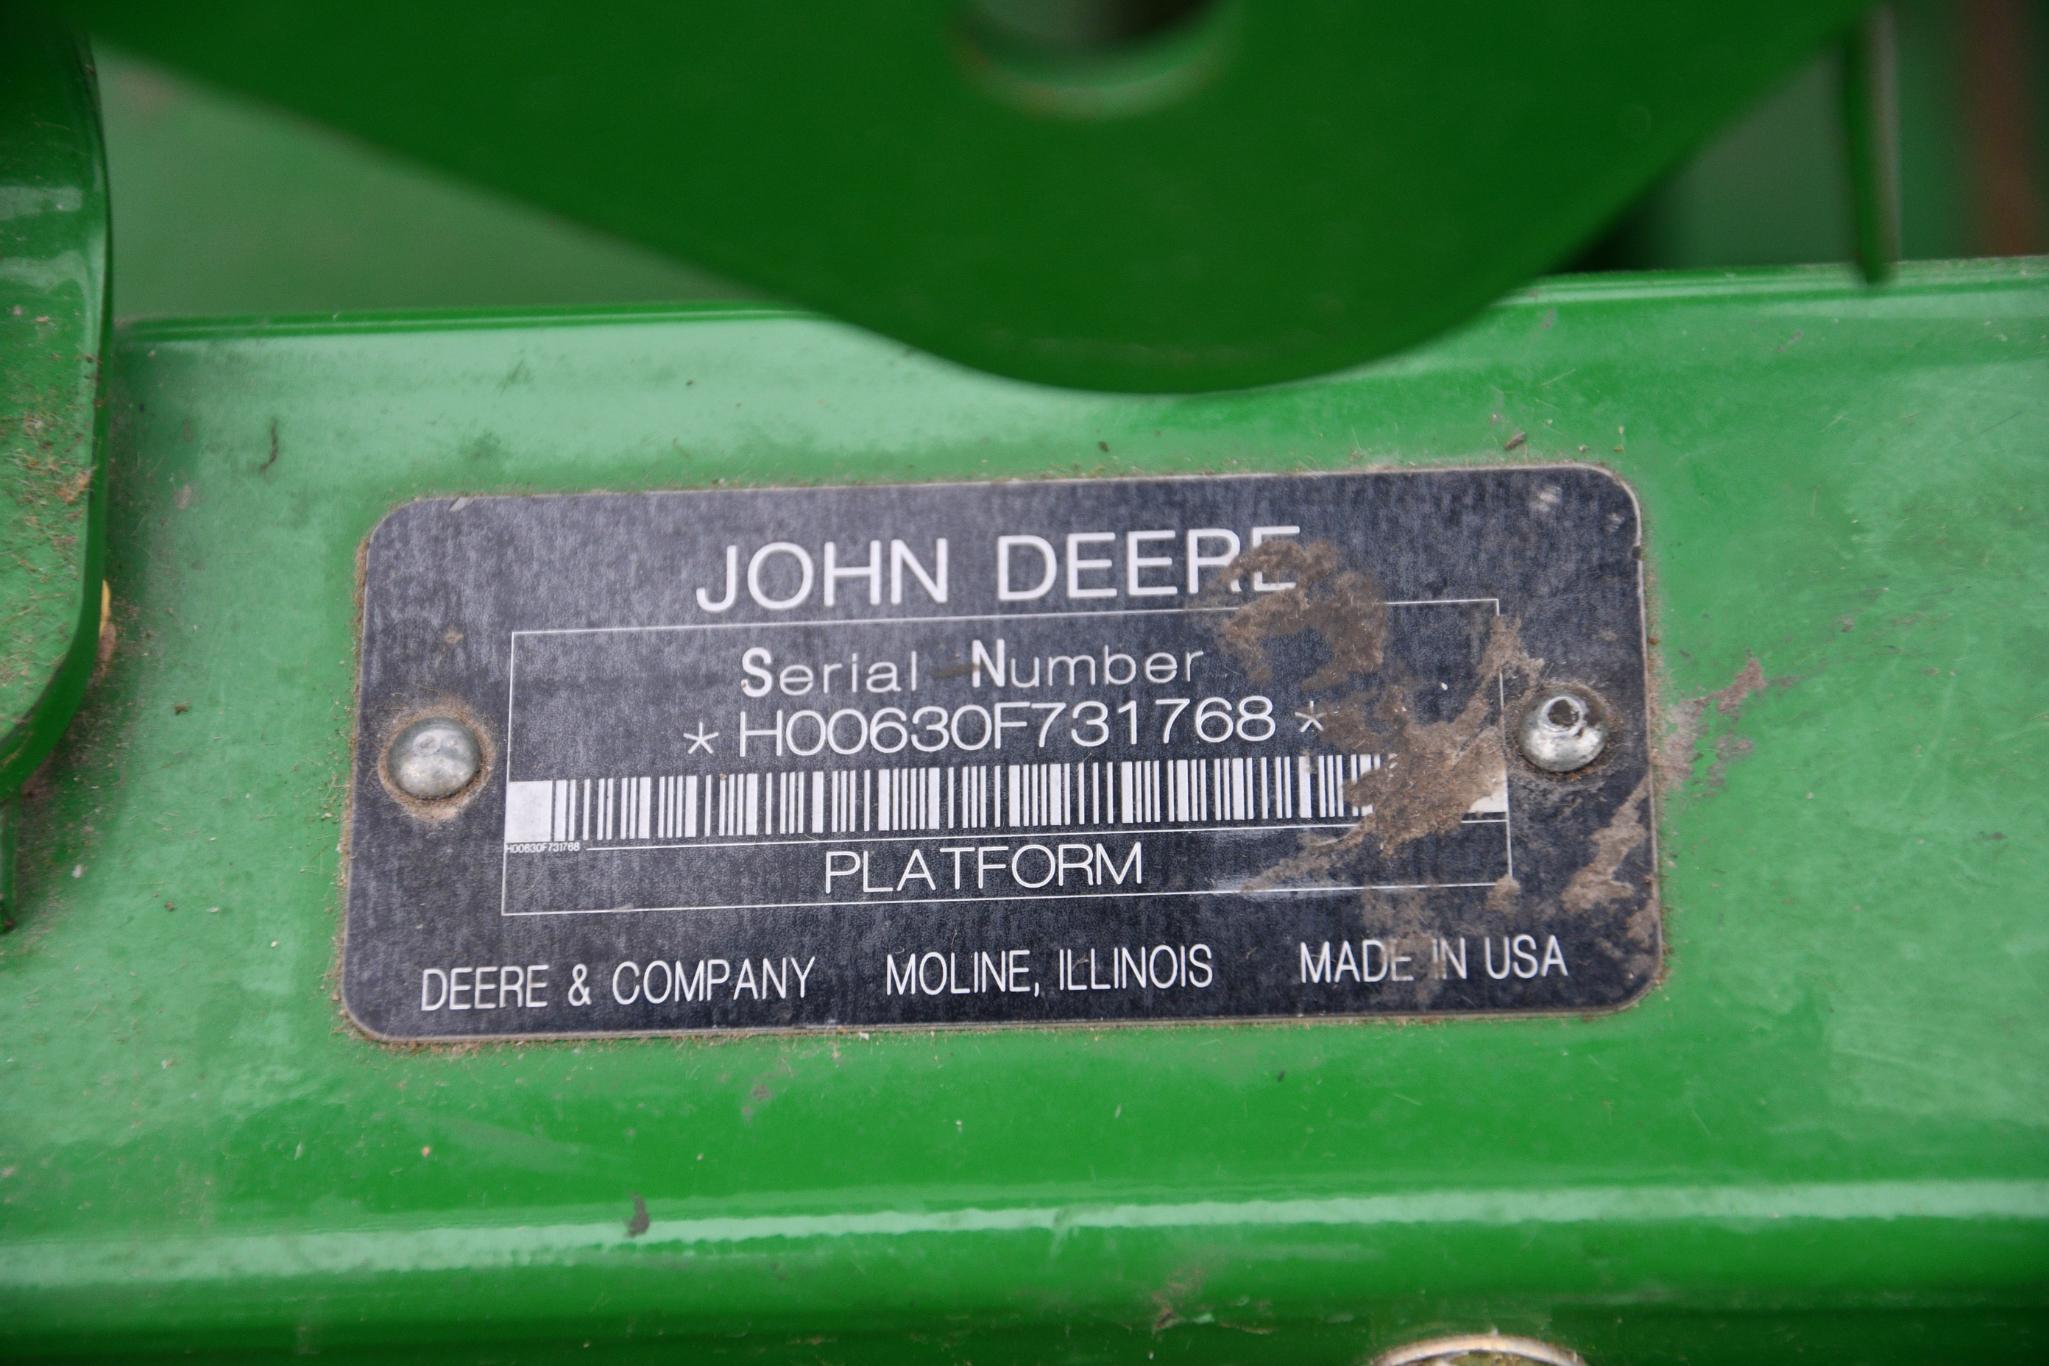 JOHN DEERE
Serial Number
*H00630F731768*
H00630F731768
PLATFORM
DEERE & COMPANY MOLINE, ILLINOIS MADE IN USA